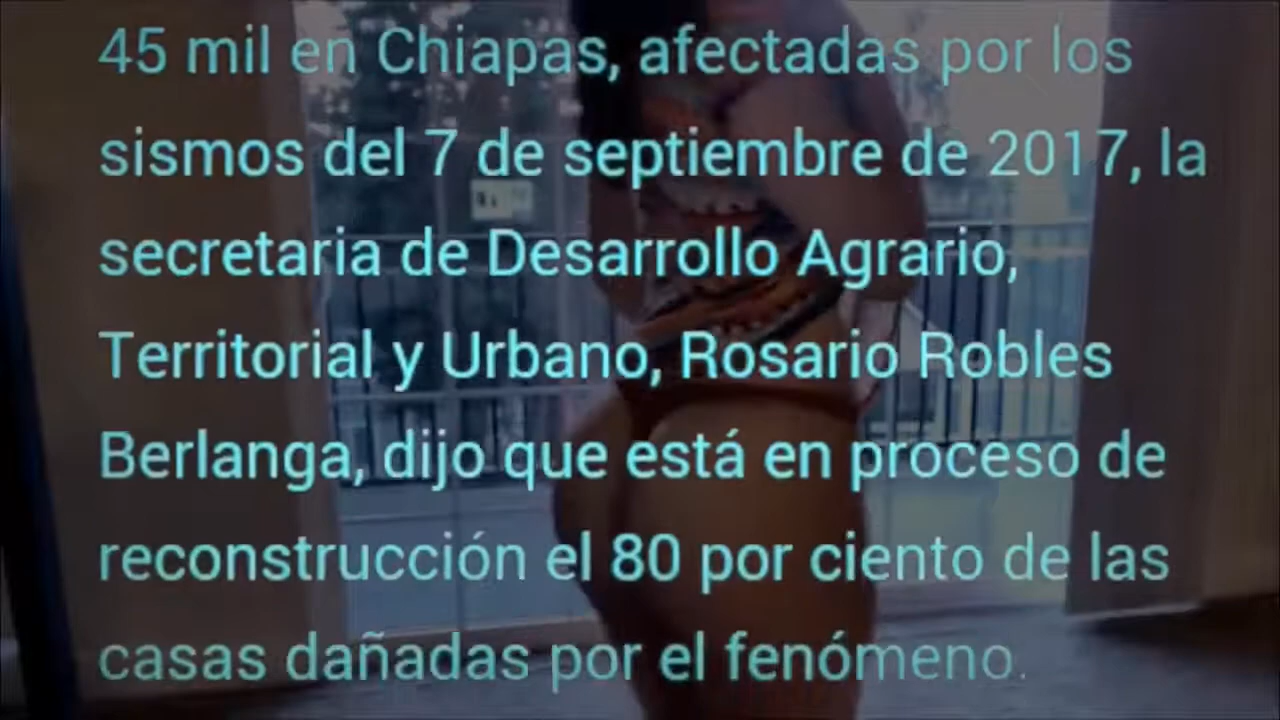 45 mil en Chiapas, afectadas por los
sismos del 7 de septiembre de 2017, la
secretaria de Desarrollo Agrario,
Territorial y Urbano, Rosario Robles
Berlanga, dijo que está en proceso de
reconstrucción el 80 por ciento de las
casas dañadas por el fenómeno.